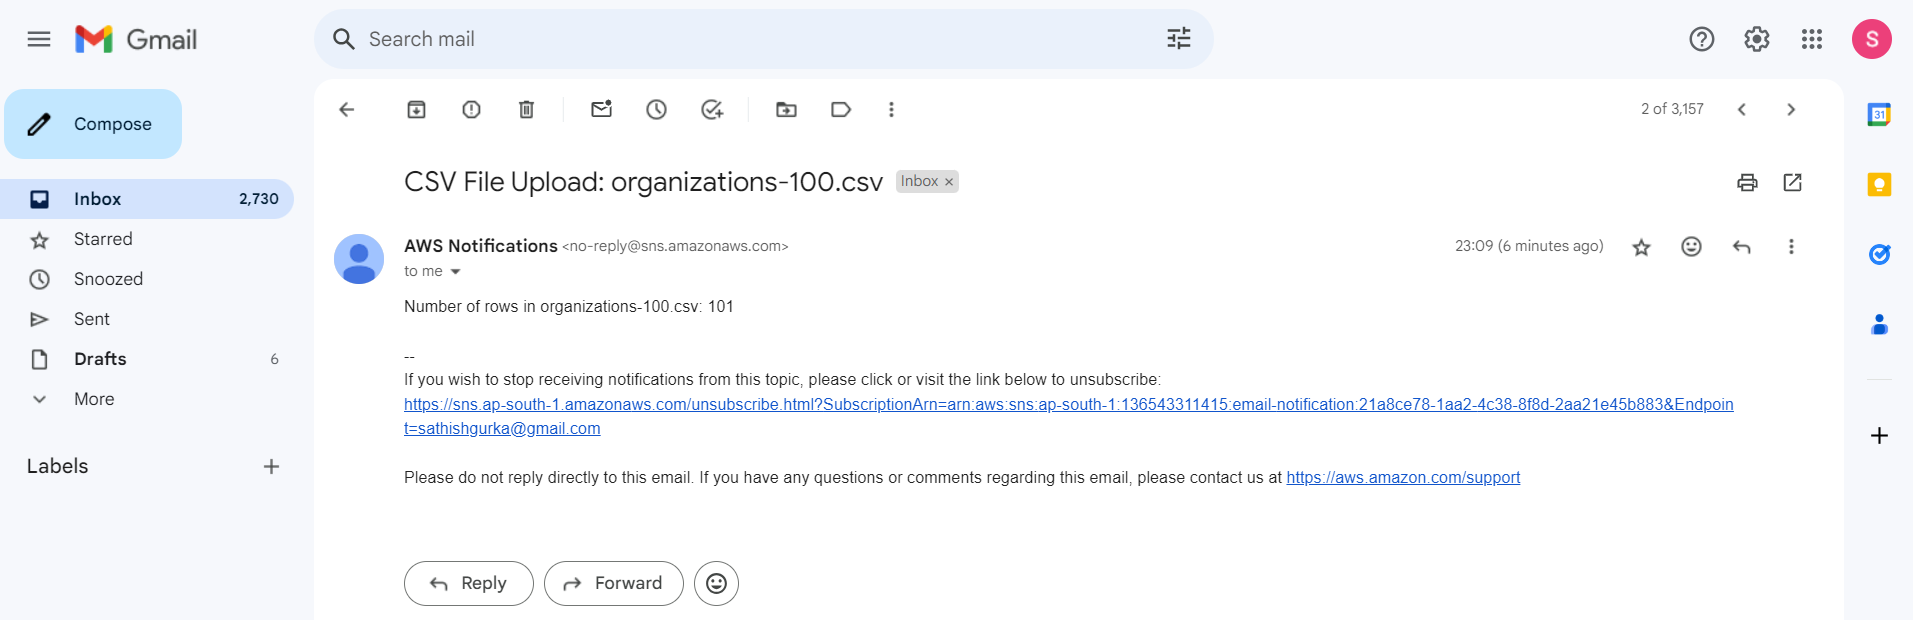 Gmail
Search mail
S
Compose
Inbox 2,730
Starred
Snoozed
Sent
Drafts 6
More
Labels
2 of 3,157
CSV File Upload: organizations-100.csv Inbox ×
AWS Notifications <no-reply@sns.amazonaws.com> 23:09 (6 minutes ago)
to me
Number of rows in organizations-100.csv: 101
--
If you wish to stop receiving notifications from this topic, please click or visit the link below to unsubscribe:
https://sns.ap-south-1.amazonaws.com/unsubscribe.html?SubscriptionArn=arn:aws:sns:ap-south-1:136543311415:email-notification:21a8ce78-1aa2-4c38-8f8d-2aa21e45b883&Endpoin
t=sathishgurka@gmail.com
Please do not reply directly to this email. If you have any questions or comments regarding this email, please contact us at https://aws.amazon.com/support
Reply
Forward
31